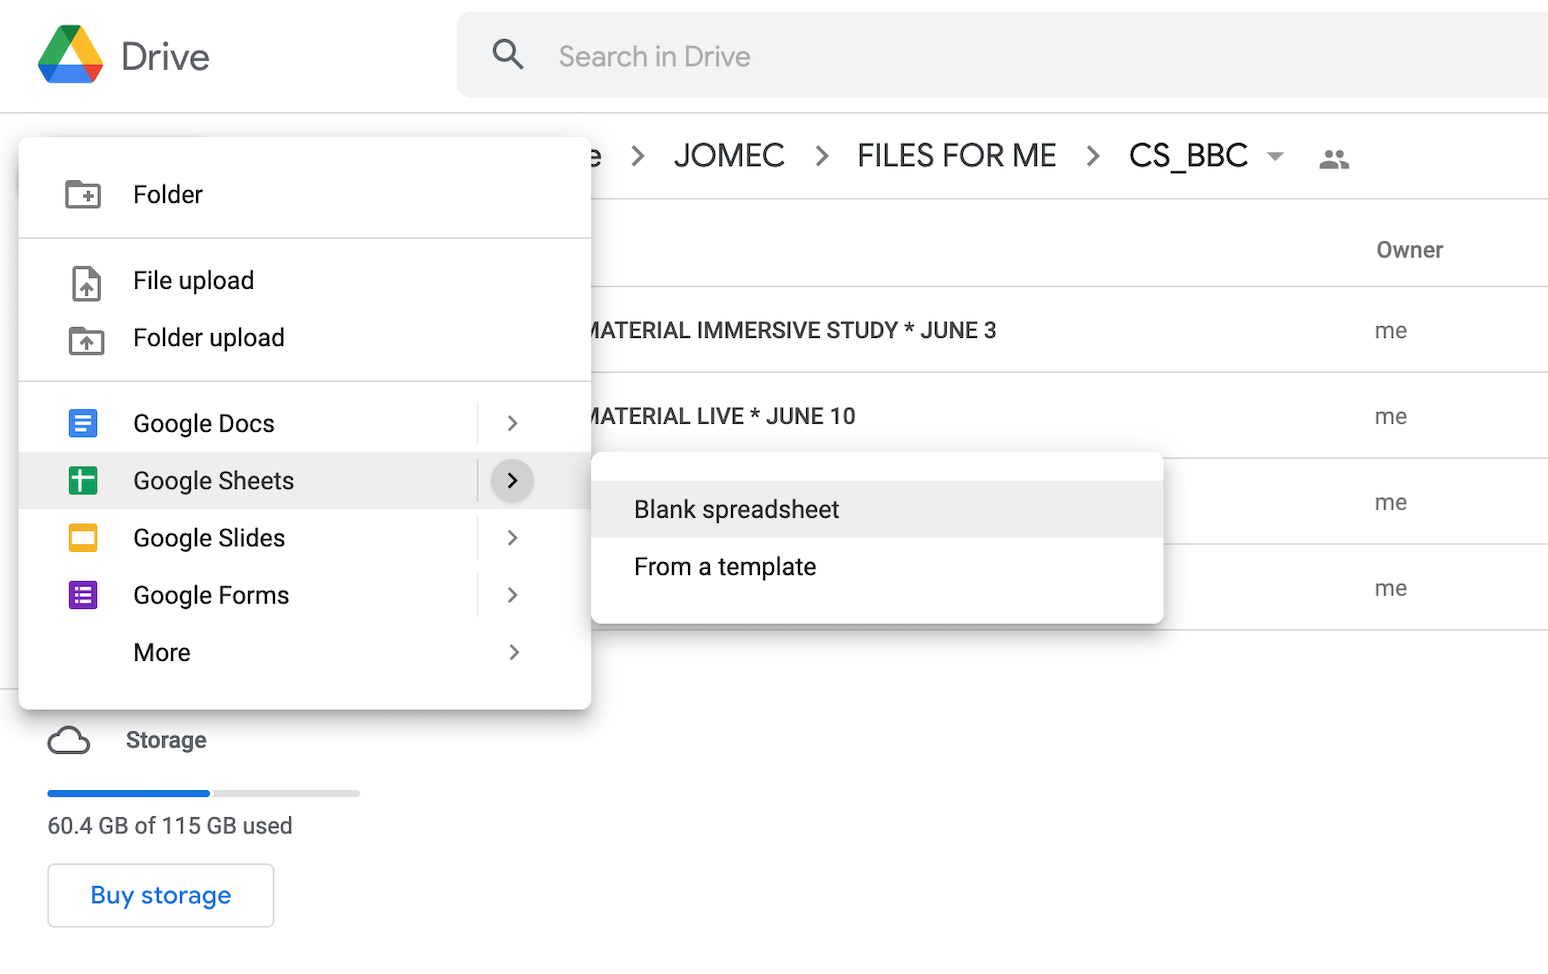 Drive
Search in Drive
JOMEC
FILES FOR ME
CS_BBC
Folder
File upload
Folder upload
Google Docs
Google Sheets
Google Slides
Google Forms
More
Blank spreadsheet
From a template
Owner
MATERIAL IMMERSIVE STUDY * JUNE 3
me
MATERIAL LIVE * JUNE 10
me
me
me
Storage
60.4 GB of 115 GB used
Buy storage